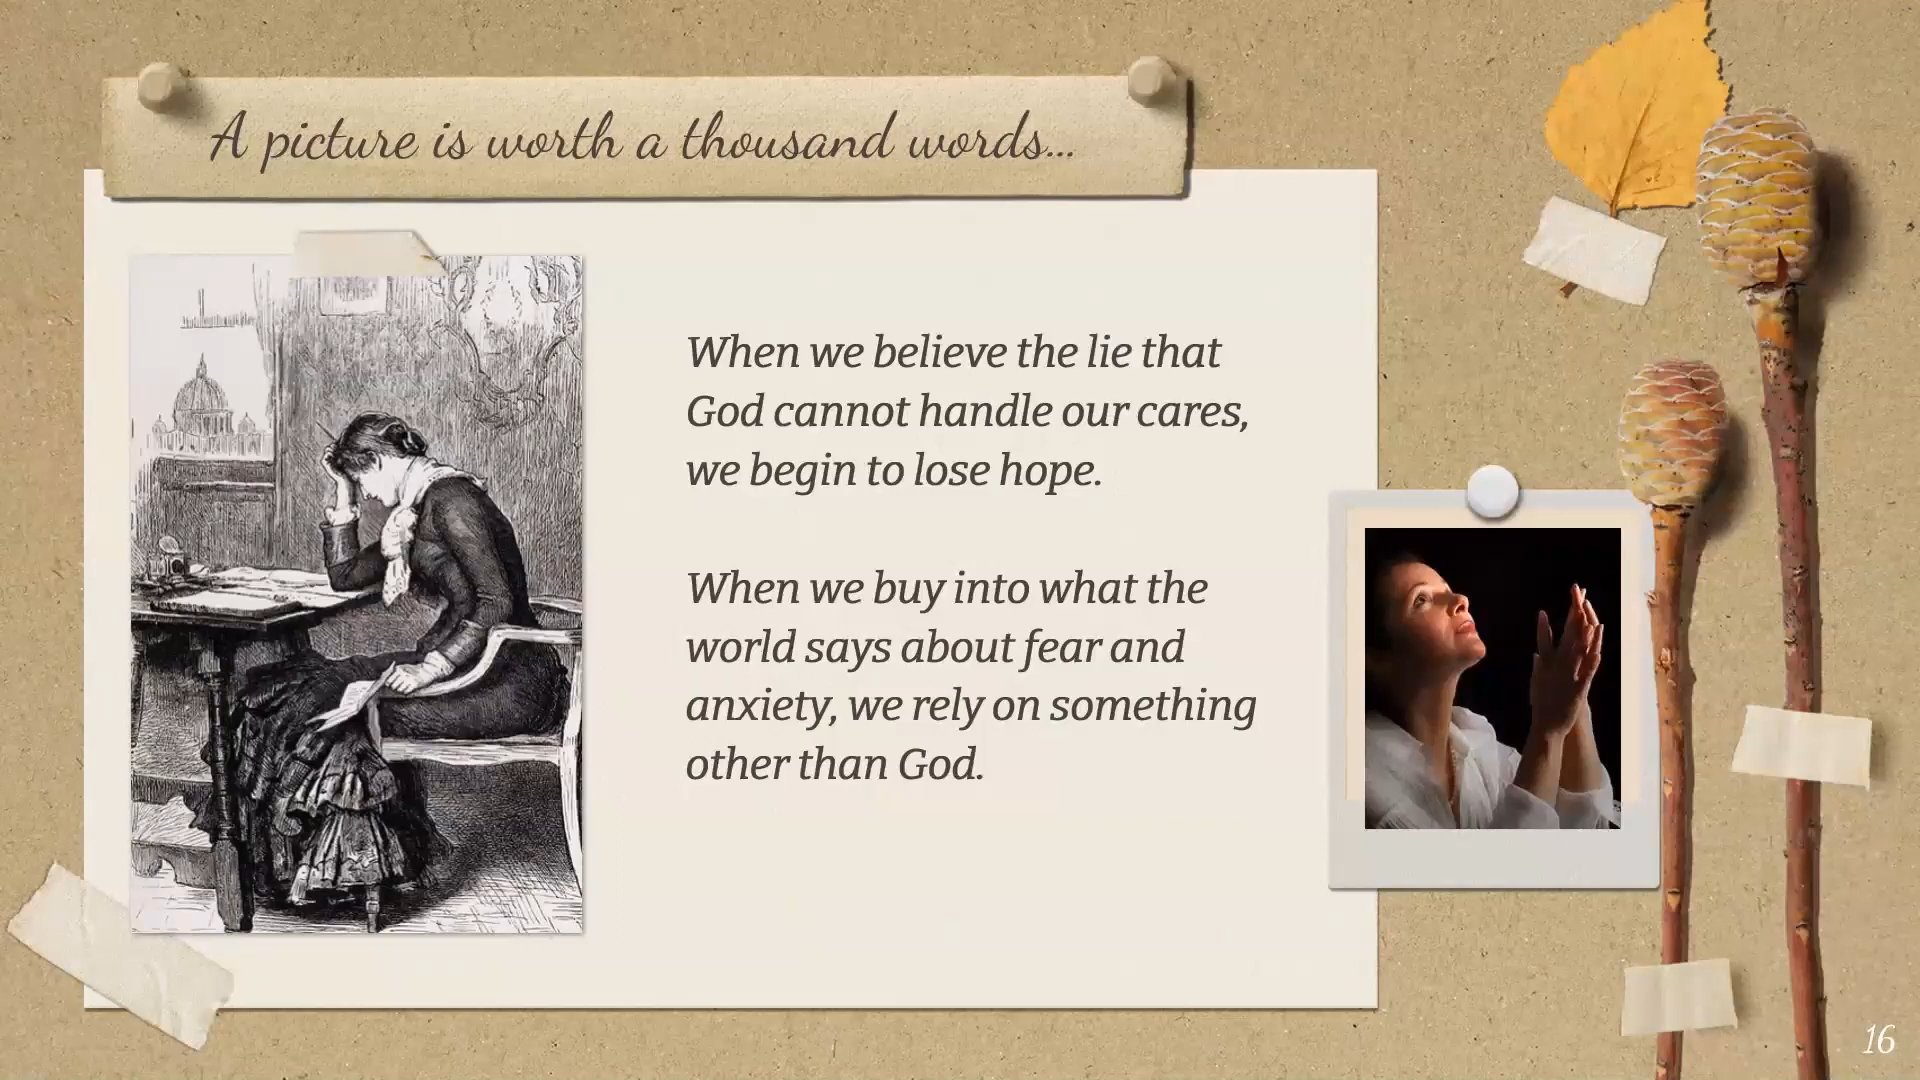 A picture is worth a thousand words...
When we believe the lie that
God cannot handle our cares,
we begin to lose hope.
When we buy into what the
world says about fear and
anxiety, we rely on something
other than God.
16